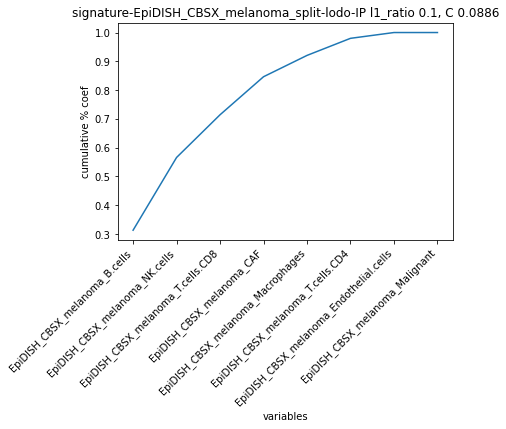 signature-EpiDISH_CBSX_melanoma_split-lodo-IP l1_ratio 0.1, C 0.0886
cumulative % coef
1.0
0.9
0.8
0.7
0.6
0.5
0.4
0.3
EpiDISH_CBSX_melanoma_B.cells
EpiDISH_CBSX_melanoma_NK.cells
EpiDISH_CBSX_melanoma_T.cells.CD8
EpiDISH_CBSX_melanoma_CAF
EpiDISH_CBSX_melanoma_Macrophages
EpiDISH_CBSX_melanoma_T.cells.CD4
EpiDISH_CBSX_melanoma_Endothelial.cells
EpiDISH_CBSX_melanoma_Malignant
variables